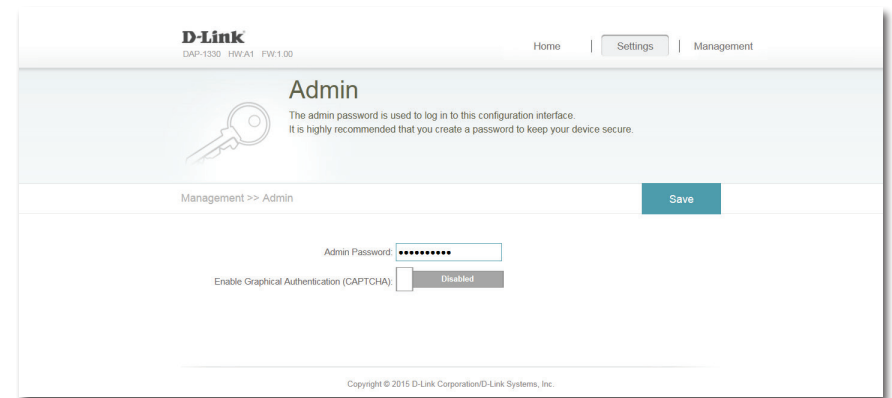 D-Link
DAP-1330 HW:A1 FW:1.00
Home | Settings | Management
Admin
The admin password is used to log in to this configuration interface.
It is highly recommended that you create a password to keep your device secure.
Management >> Admin
Save
Admin Password: ••••••••••
Enable Graphical Authentication (CAPTCHA): Disabled
Copyright © 2015 D-Link Corporation/D-Link Systems, Inc.